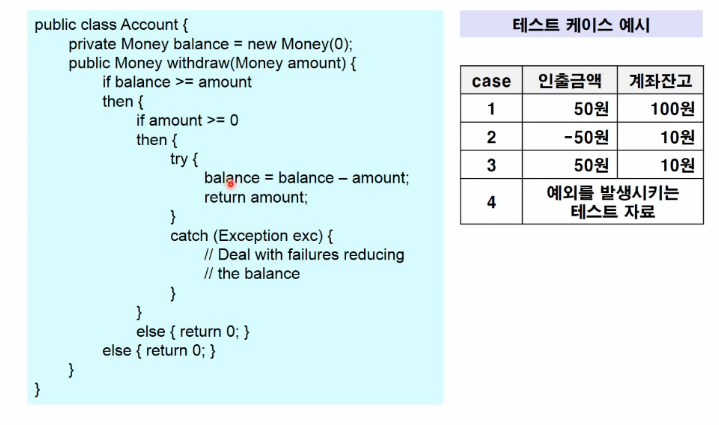 public class Account {
private Money balance = new Money(0);
public Money withdraw(Money amount) {
if balance >= amount
then {
if amount >= 0
then {
try {
balance = balance – amount;
return amount;
}
catch (Exception exc) {
// Deal with failures reducing
// the balance
}
}
else { return 0; }
else { return 0; }
}
}
테스트 케이스 예시
case 인출금액 계좌잔고
1 50원 100원
2 -50원 10원
3 50원 10원
4 예외를 발생시키는
테스트 자료